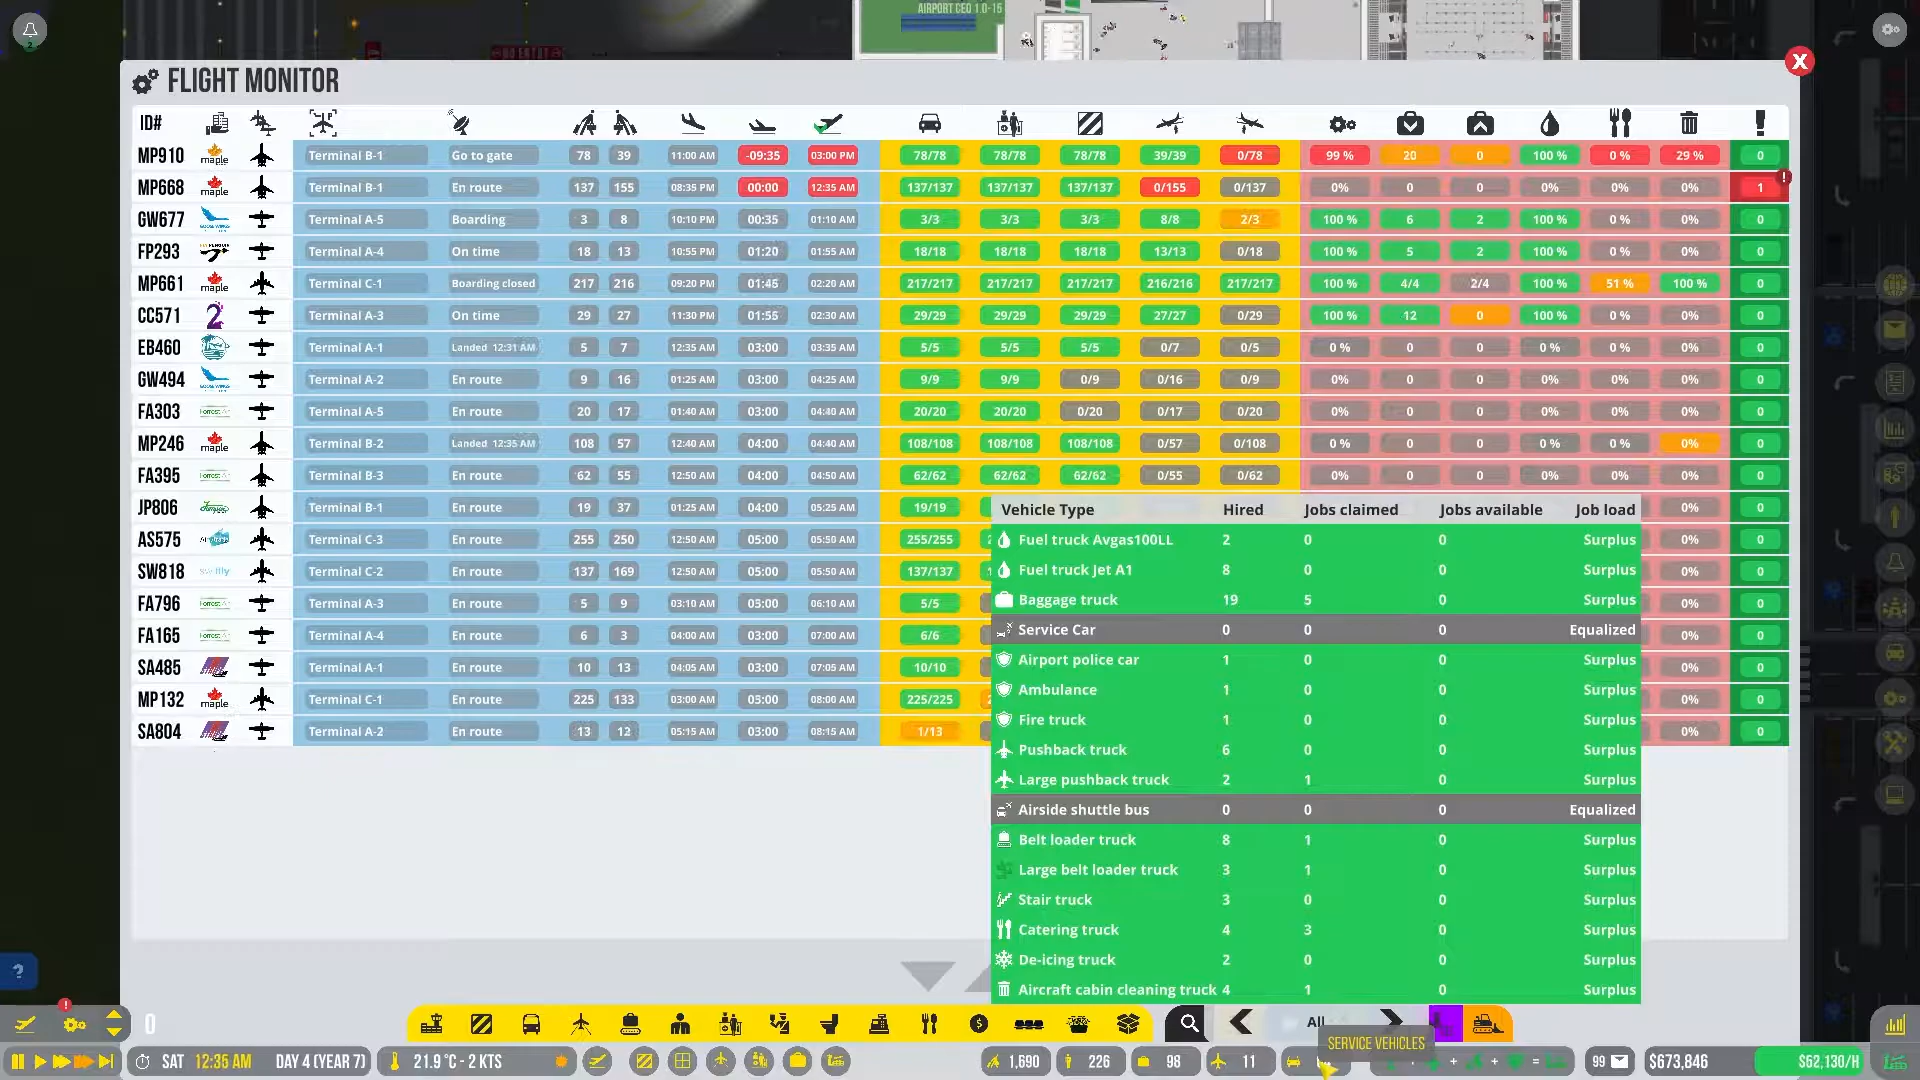 AIRPORT CEO 1.0-15
FLIGHT MONITOR
X
ID#
MP910 maple Terminal B-1 Go to gate 78 39 11:00 AM -09:35 03:00 PM 78/78 78/78 78/78 39/39 0/78 99 % 20 0 100 % 0 % 29 % 0
MP668 maple Terminal B-1 En route 137 155 08:35 PM 00:00 12:35 AM 137/137 137/137 137/137 0/155 0/137 0% 0 0 0% 0% 0% 1 !
GW677 Terminal A-5 Boarding 3 8 10:10 PM 00:35 01:10 AM 3/3 3/3 3/3 8/8 2/3 100 % 6 2 100 % 0 % 0% 0
FP293 Terminal A-4 On time 18 13 10:55 PM 01:20 01:55 AM 18/18 18/18 18/18 13/13 0/18 100 % 5 2 100 % 0 % 0% 0
MP661 maple Terminal C-1 Boarding closed 217 216 09:20 PM 01:45 02:20 AM 217/217 217/217 217/217 216/216 217/217 100 % 4/4 2/4 100 % 51 % 100 % 0
CC571 2 Terminal A-3 On time 29 27 11:30 PM 01:55 02:30 AM 29/29 29/29 29/29 27/27 0/29 100 % 12 0 100 % 0 % 0% 0
EB460 Terminal A-1 Landed 12:31 AM 5 7 12:35 AM 03:00 03:35 AM 5/5 5/5 5/5 0/7 0/5 0 % 0 0 0 % 0 % 0% 0
GW494 Terminal A-2 En route 9 16 01:25 AM 03:00 04:25 AM 9/9 9/9 0/9 0/16 0/9 0% 0 0 0% 0% 0% 0
FA303 Terminal A-5 En route 20 17 01:40 AM 03:00 04:40 AM 20/20 20/20 0/20 0/17 0/20 0% 0 0 0% 0% 0% 0
MP246 maple Terminal B-2 Landed 12:35 AM 108 57 12:40 AM 04:00 04:40 AM 108/108 108/108 108/108 0/57 0/108 0 % 0 0 0 % 0 % 0% 0
FA395 Terminal B-3 En route 62 55 12:50 AM 04:00 04:50 AM 62/62 62/62 62/62 0/55 0/62 0% 0 0 0% 0% 0% 0
JP806 Terminal B-1 En route 19 37 01:25 AM 04:00 05:25 AM 19/19 0% 0
AS575 Terminal C-3 En route 255 250 12:50 AM 05:00 05:50 AM 255/255 0% 0
SW818 Terminal C-2 En route 137 169 12:50 AM 05:00 05:50 AM 137/137 0% 0
FA796 Terminal A-3 En route 5 9 03:10 AM 03:00 06:10 AM 5/5 0% 0
FA165 Terminal A-4 En route 6 3 04:00 AM 03:00 07:00 AM 6/6 0% 0
SA485 Terminal A-1 En route 10 13 04:05 AM 03:00 07:05 AM 10/10 0% 0
MP132 maple Terminal C-1 En route 225 133 03:00 AM 03:00 08:00 AM 225/225 0% 0
SA804 Terminal A-2 En route 13 12 05:15 AM 03:00 08:15 AM 1/13 0% 0
Vehicle Type Hired Jobs claimed Jobs available Job load
Fuel truck Avgas100LL 2 0 0 Surplus
Fuel truck Jet A1 8 0 0 Surplus
Baggage truck 19 5 0 Surplus
Service Car 0 0 0 Equalized
Airport police car 1 0 0 Surplus
Ambulance 1 0 0 Surplus
Fire truck 1 0 0 Surplus
Pushback truck 6 0 0 Surplus
Large pushback truck 2 1 0 Surplus
Airside shuttle bus 0 0 0 Equalized
Belt loader truck 8 1 0 Surplus
Large belt loader truck 3 1 0 Surplus
Stair truck 3 0 0 Surplus
Catering truck 4 3 0 Surplus
De-icing truck 2 0 0 Surplus
Aircraft cabin cleaning truck 4 1 0 Surplus
?
! 0 All
SERVICE VEHICLES
SAT 12:35 AM DAY 4 (YEAR 7) 21.9°C - 2 KTS 1,690 226 98 11 + + = 99 $673,846 $62,130/H